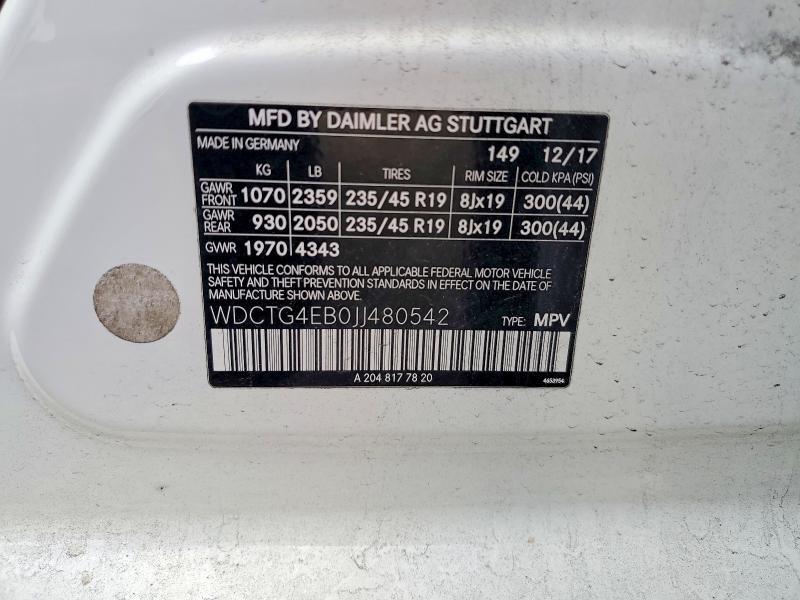 MFD BY DAIMLER AG STUTTGART
MADE IN GERMANY 149 12/17
KG LB TIRES RIM SIZE COLD KPA(PSI)
GAWR FRONT 1070 2359 235/45 R19 8Jx19 300(44)
GAWR REAR 930 2050 235/45 R19 8Jx19 300(44)
GVWR 1970 4343
THIS VEHICLE CONFORMS TO ALL APPLICABLE FEDERAL MOTOR VEHICLE
SAFETY AND THEFT PREVENTION STANDARDS IN EFFECT ON THE DATE OF
MANUFACTURE SHOWN ABOVE.
WDCTG4EB0JJ480542 TYPE: MPV
A 204 817 78 20 4653954